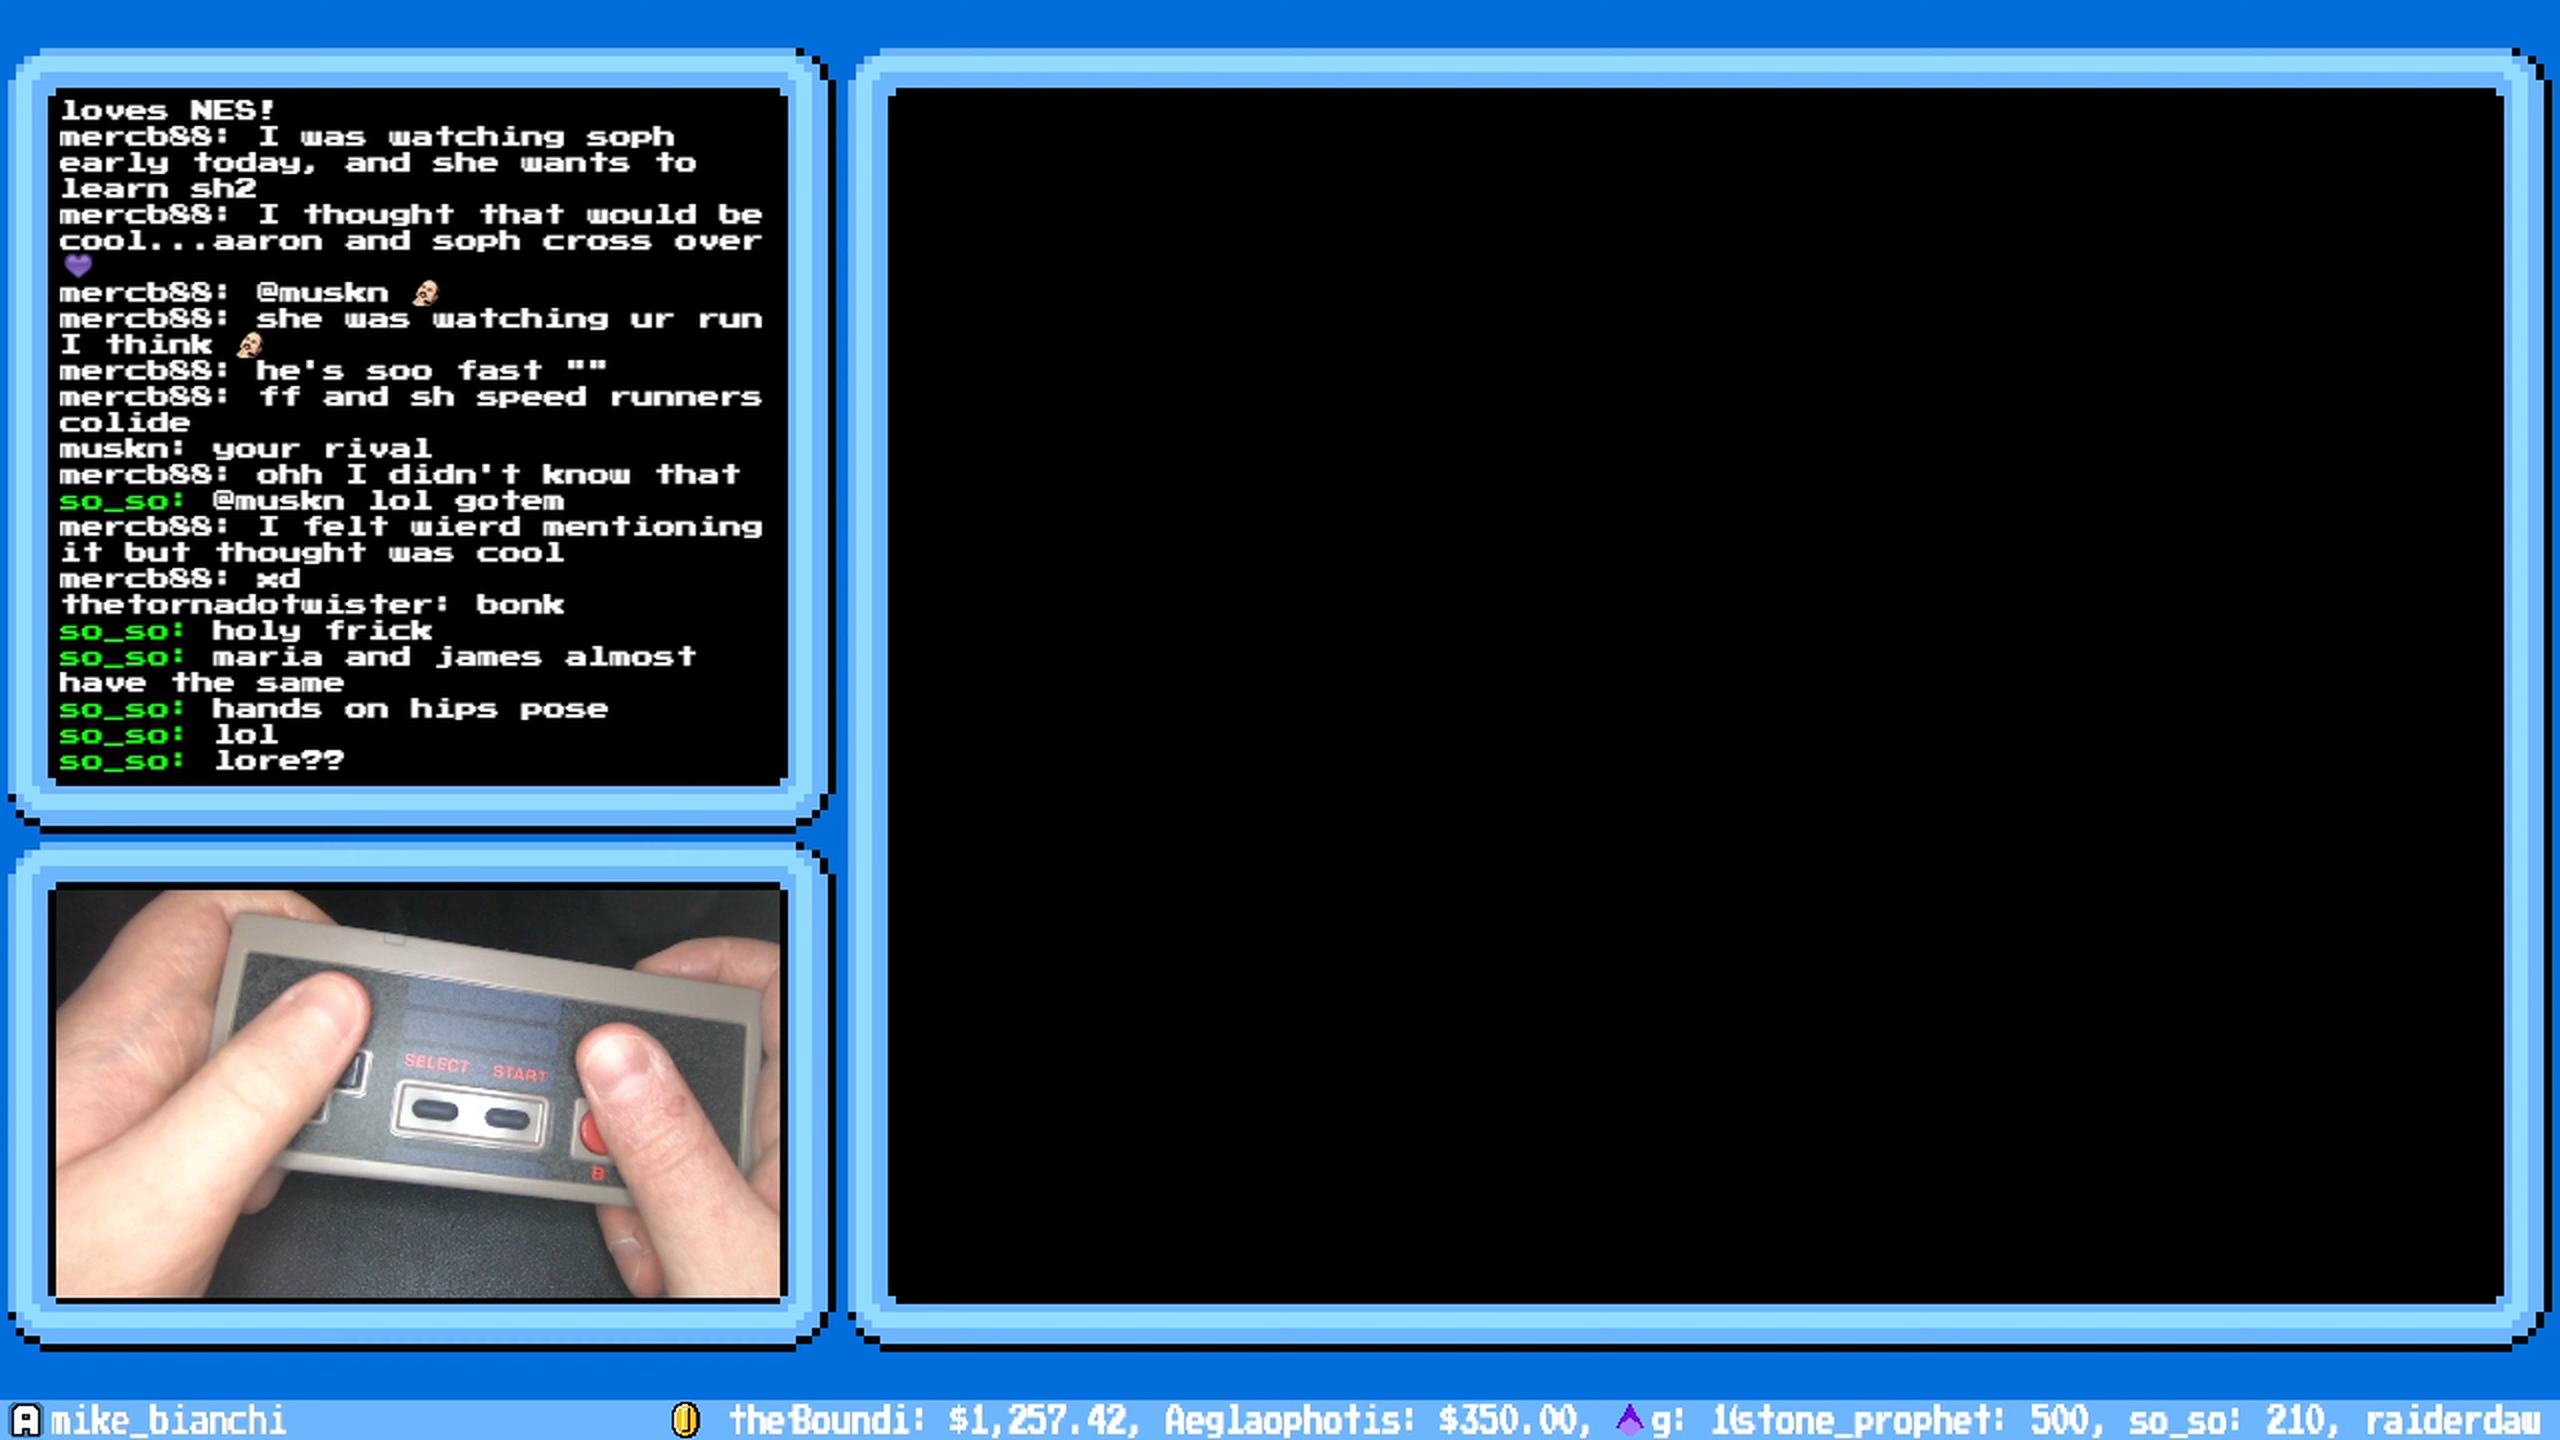 loves NES!
mercb88: I was watching soph
early today, and she wants to
learn sh2
mercb88: I thought that would be
cool...aaron and soph cross over
mercb88: @muskn
mercb88: she was watching ur run
I think
mercb88: he's soo fast ""
mercb88: ff and sh speed runners
colide
muskn: your rival
mercb88: ohh I didn't know that
so_so: @muskn lol gotem
mercb88: I felt wierd mentioning
it but thought was cool
mercb88: xd
thetornadotwister: bonk
so_so: holy frick
so_so: maria and james almost
have the same
so_so: hands on hips pose
so_so: lol
so_so: lore??
SELECT START
B
A mike_bianchi theBoundi: $1,257.42, Aeglaophotis: $350.00, g: stone_prophet: 500, so_so: 210, raiderdaw